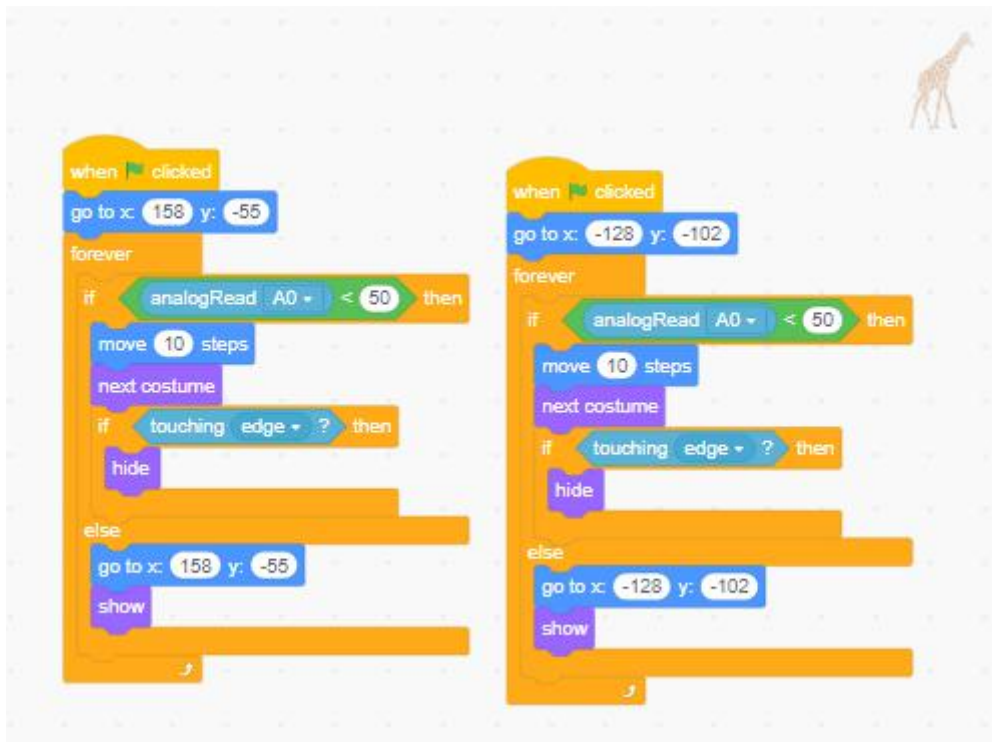 when clicked
go to x: 158 y: -55
forever
if analogRead A0 < 50 then
move 10 steps
next costume
if touching edge ? then
hide
else
go to x: 158 y: -55
show
when clicked
go to x: -128 y: -102
forever
if analogRead A0 < 50 then
move 10 steps
next costume
if touching edge ? then
hide
else
go to x: -128 y: -102
show